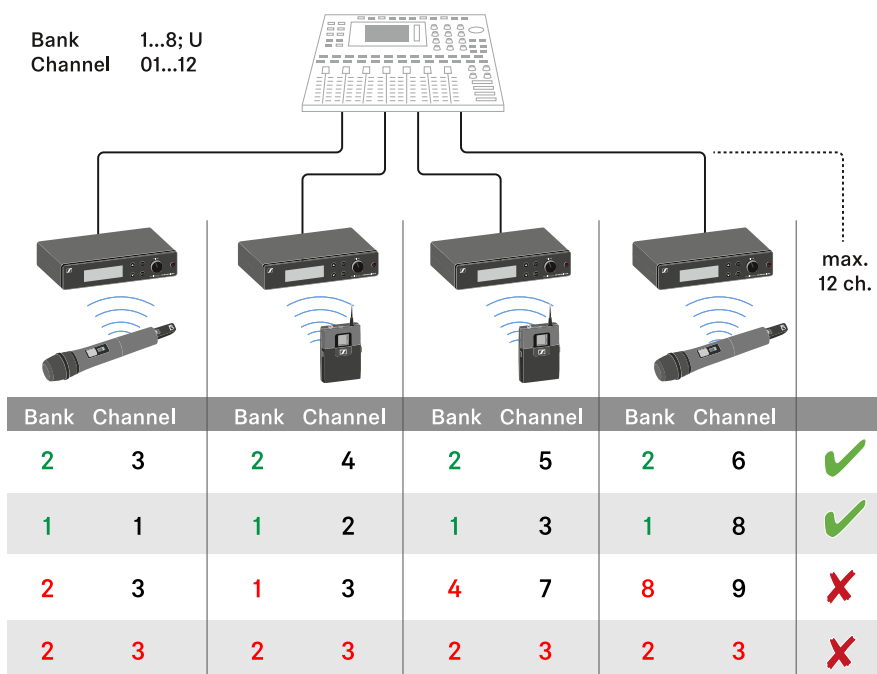 Bank 1...8; U
Channel 01...12
max.
12 ch.
Bank Channel Bank Channel Bank Channel Bank Channel
2 3 2 4 2 5 2 6
1 1 1 2 1 3 1 8
2 3 1 3 4 7 8 9
2 3 2 3 2 3 2 3